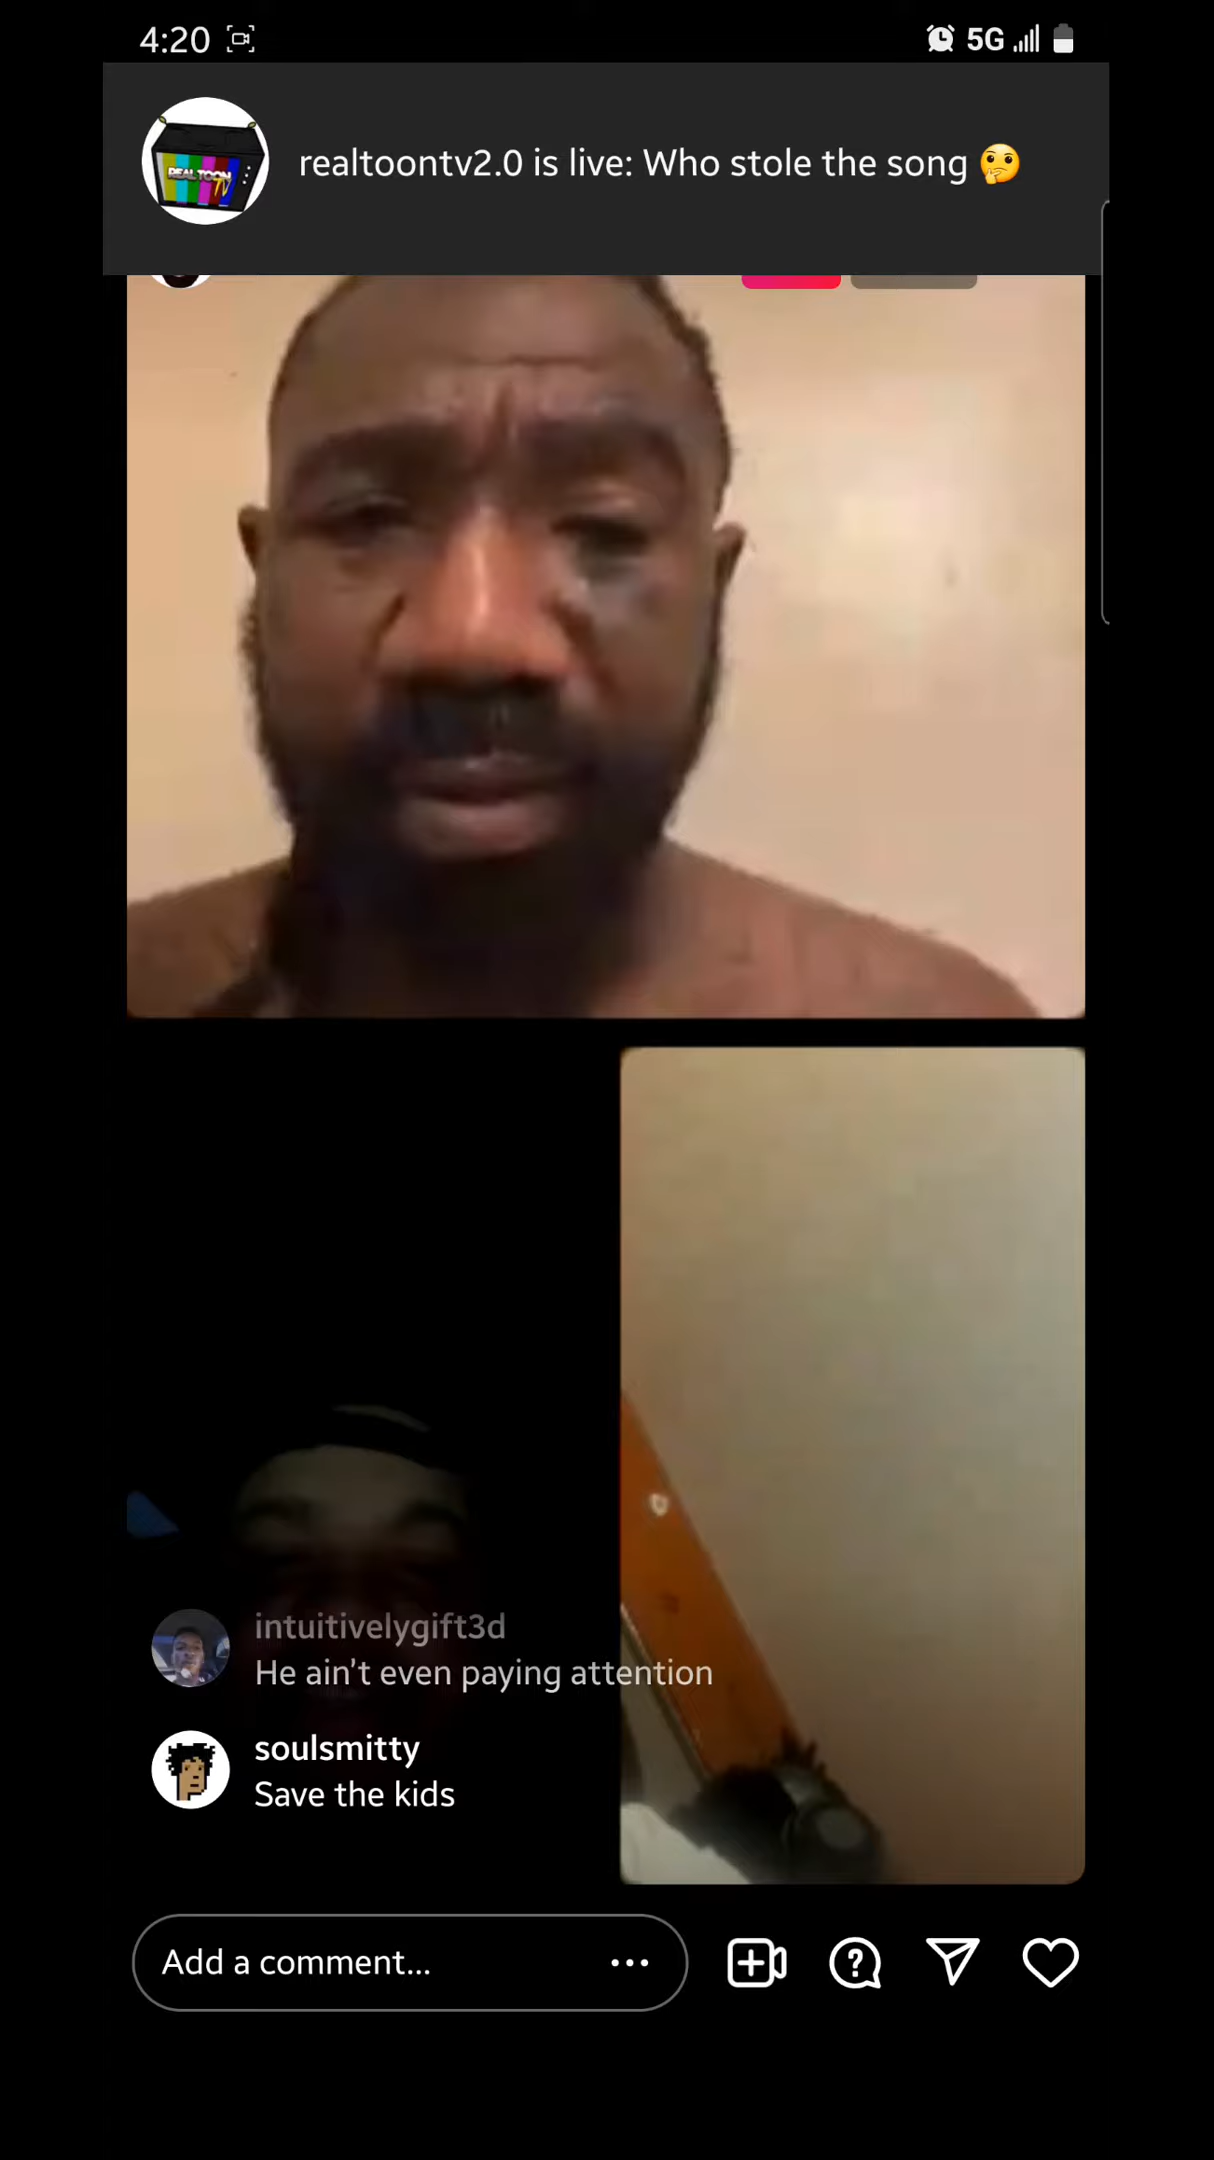 4:20
5G
REAL TOON
TV
realtoontv2.0 is live: Who stole the song 🤔
intuitivelygift3d
He ain't even paying attention
soulsmitty
Save the kids
Add a comment...